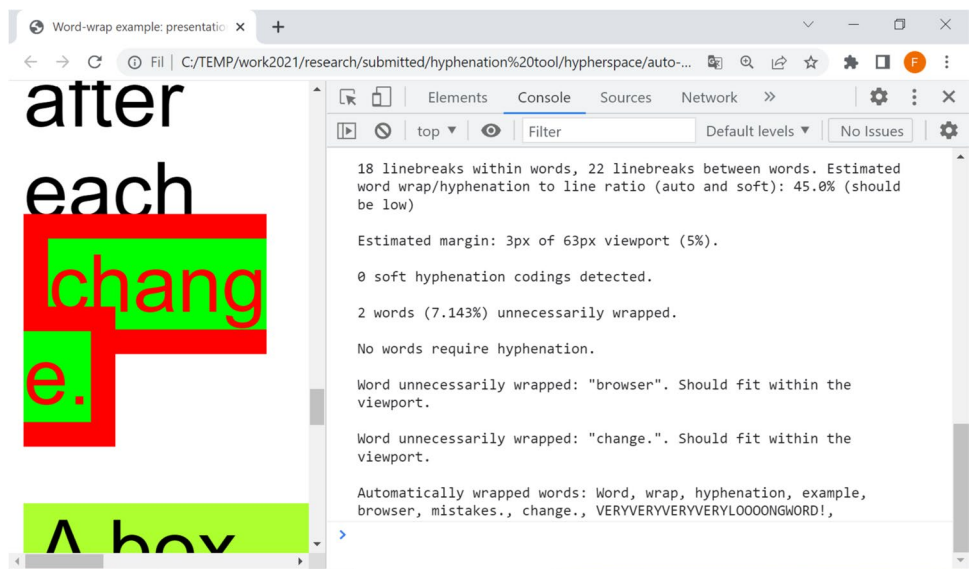 Word-wrap example: presentatio
Fil | C:/TEMP/work2021/research/submitted/hyphenation%20tool/hypherspace/auto-...
F
after
each
chang
e.
A box
Elements Console Sources Network
top Filter Default levels No Issues
18 linebreaks within words, 22 linebreaks between words. Estimated
word wrap/hyphenation to line ratio (auto and soft): 45.0% (should
be low)
Estimated margin: 3px of 63px viewport (5%).
0 soft hyphenation codings detected.
2 words (7.143%) unnecessarily wrapped.
No words require hyphenation.
Word unnecessarily wrapped: "browser". Should fit within the
viewport.
Word unnecessarily wrapped: "change.". Should fit within the
viewport.
Automatically wrapped words: Word, wrap, hyphenation, example,
browser, mistakes., change., VERYVERYVERYVERYLOOOONGWORD!,